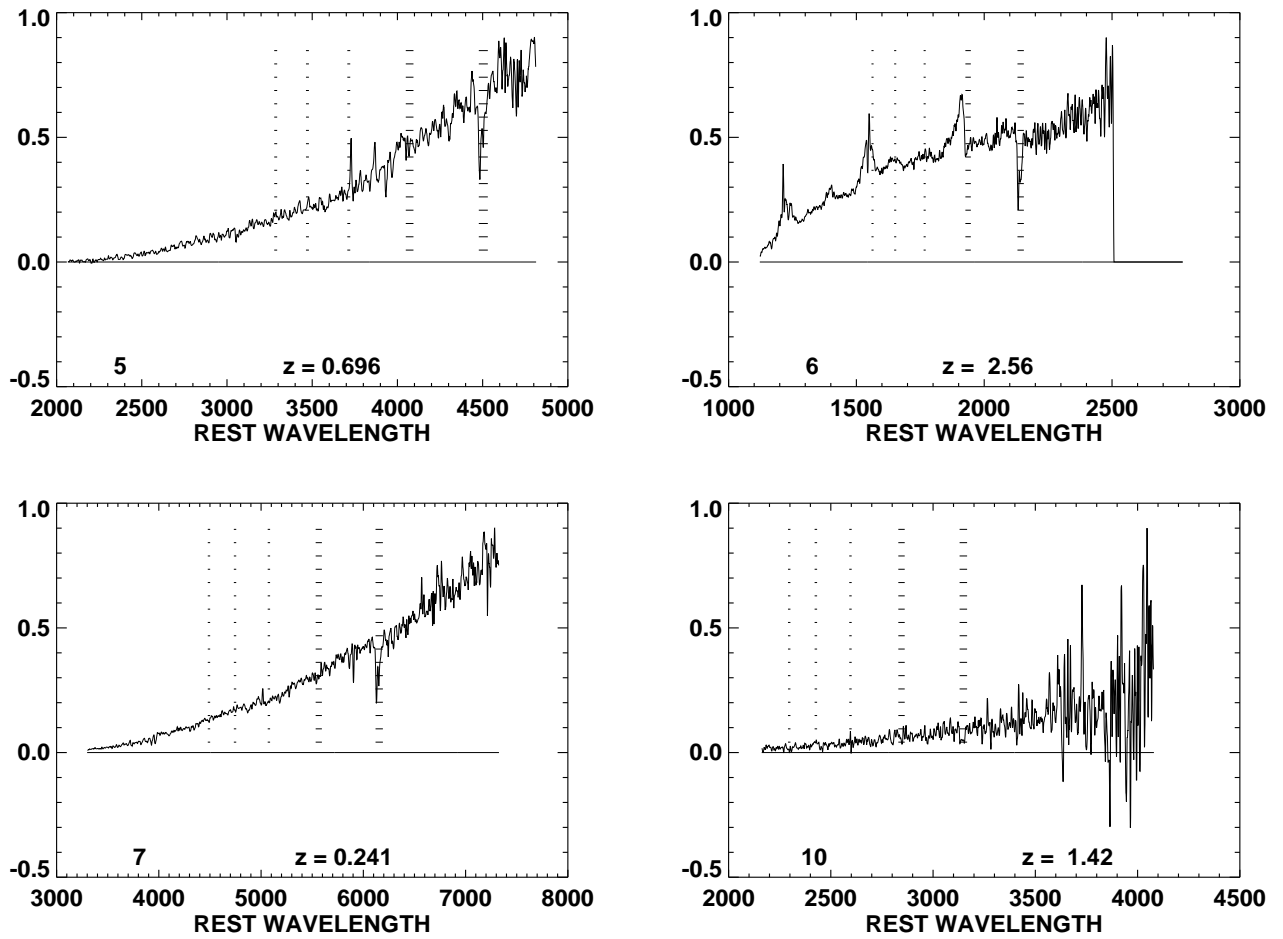 1.0
0.5
0.0
-0.5
5 z = 0.696
2000 2500 3000 3500 4000 4500 5000
REST WAVELENGTH
1.0
0.5
0.0
-0.5
6 z = 2.56
1000 1500 2000 2500 3000
REST WAVELENGTH
1.0
0.5
0.0
-0.5
7 z = 0.241
3000 4000 5000 6000 7000 8000
REST WAVELENGTH
1.0
0.5
0.0
-0.5
10 z = 1.42
2000 2500 3000 3500 4000 4500
REST WAVELENGTH